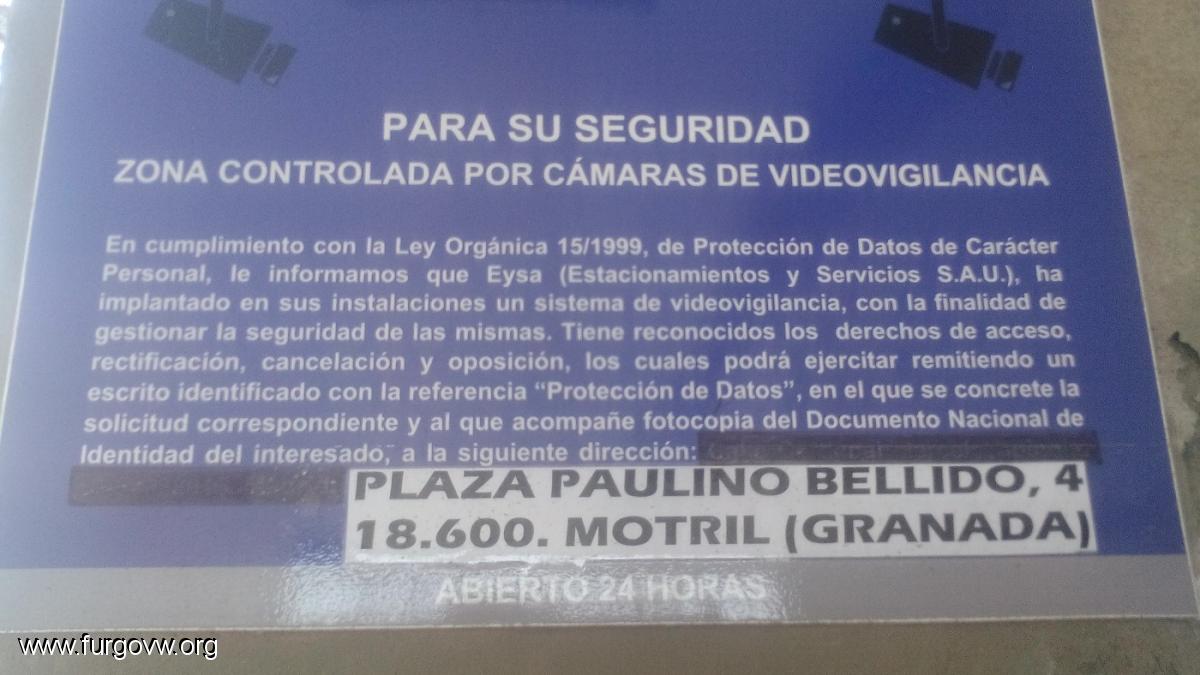 PARA SU SEGURIDAD
ZONA CONTROLADA POR CÁMARAS DE VIDEOVIGILANCIA
En cumplimiento con la Ley Orgánica 15/1999, de Protección de Datos de Carácter
Personal, le informamos que Eysa (Estacionamientos y Servicios S.A.U.), ha
implantado en sus instalaciones un sistema de videovigilancia, con la finalidad de
gestionar la seguridad de las mismas. Tiene reconocidos los derechos de acceso,
rectificación, cancelación y oposición, los cuales podrá ejercitar remitiendo un
escrito identificado con la referencia “Protección de Datos”, en el que se concrete la
solicitud correspondiente y al que acompañe fotocopia del Documento Nacional de
Identidad del interesado, a la siguiente dirección:
PLAZA PAULINO BELLIDO, 4
18.600. MOTRIL (GRANADA)
ABIERTO 24 HORAS
www.furgovw.org